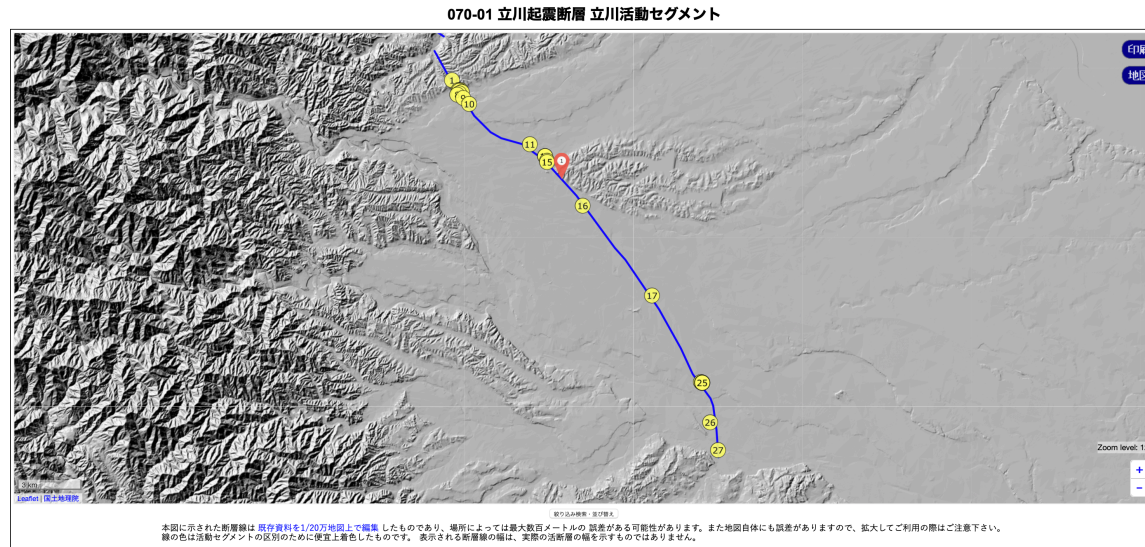 070-01 立川起震断層 立川活動セグメント
地図
1
10
11
15
1
16
17
25
26
27
Zoom level: 1
+
−
3 km
Leaflet | 国土地理院
絞り込み検索・並び替え
本図に示された断層線は 既存資料を1/20万地図上で編集 したものであり、場所によっては最大数百メートルの 誤差がある可能性があります。また地図自体にも誤差がありますので、拡大してご利用の際はご注意下さい。
線の色は活動セグメントの区別のために便宜上着色したものです。 表示される断層線の幅は、実際の活断層の幅を示すものではありません。